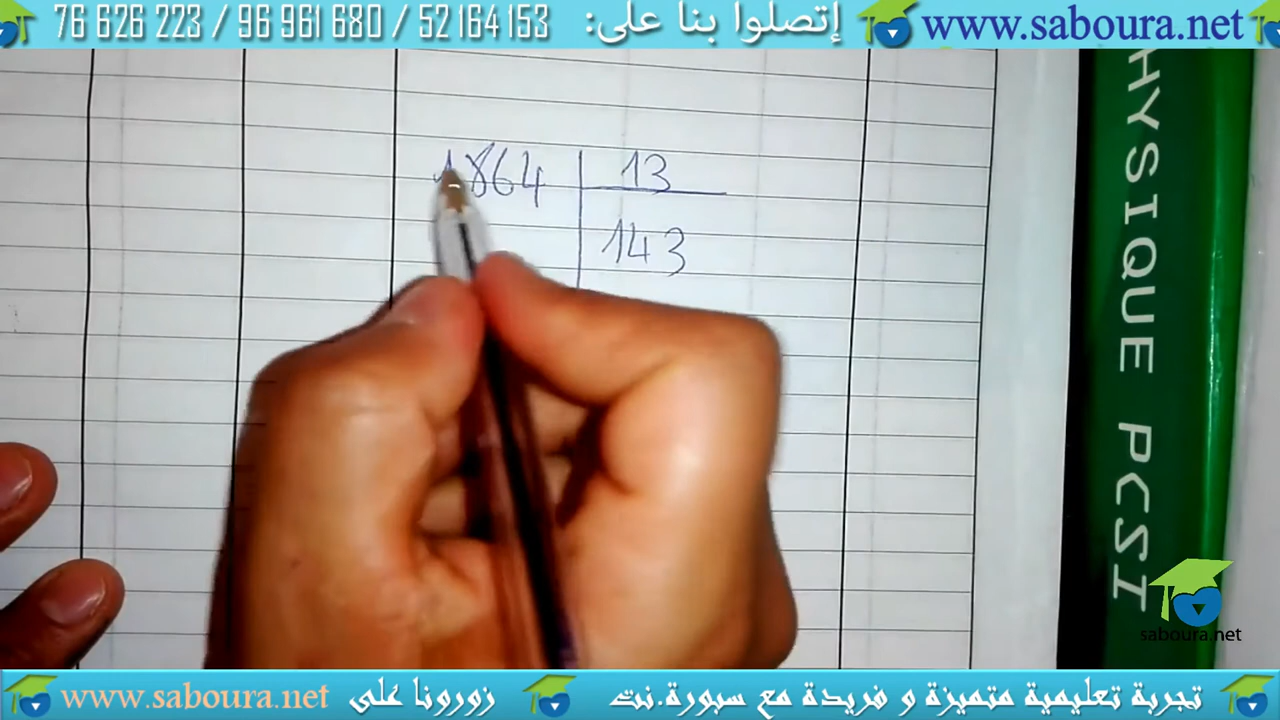 76 626 223 / 96 961 680 / 52 164 153 إتصلوا بنا على: www.saboura.net
1864 13
143
PHYSIQUE PCSI
saboura.net
تجربة تعليمية متميزة و فريدة مع سبورة.نت زورونا على www.saboura.net